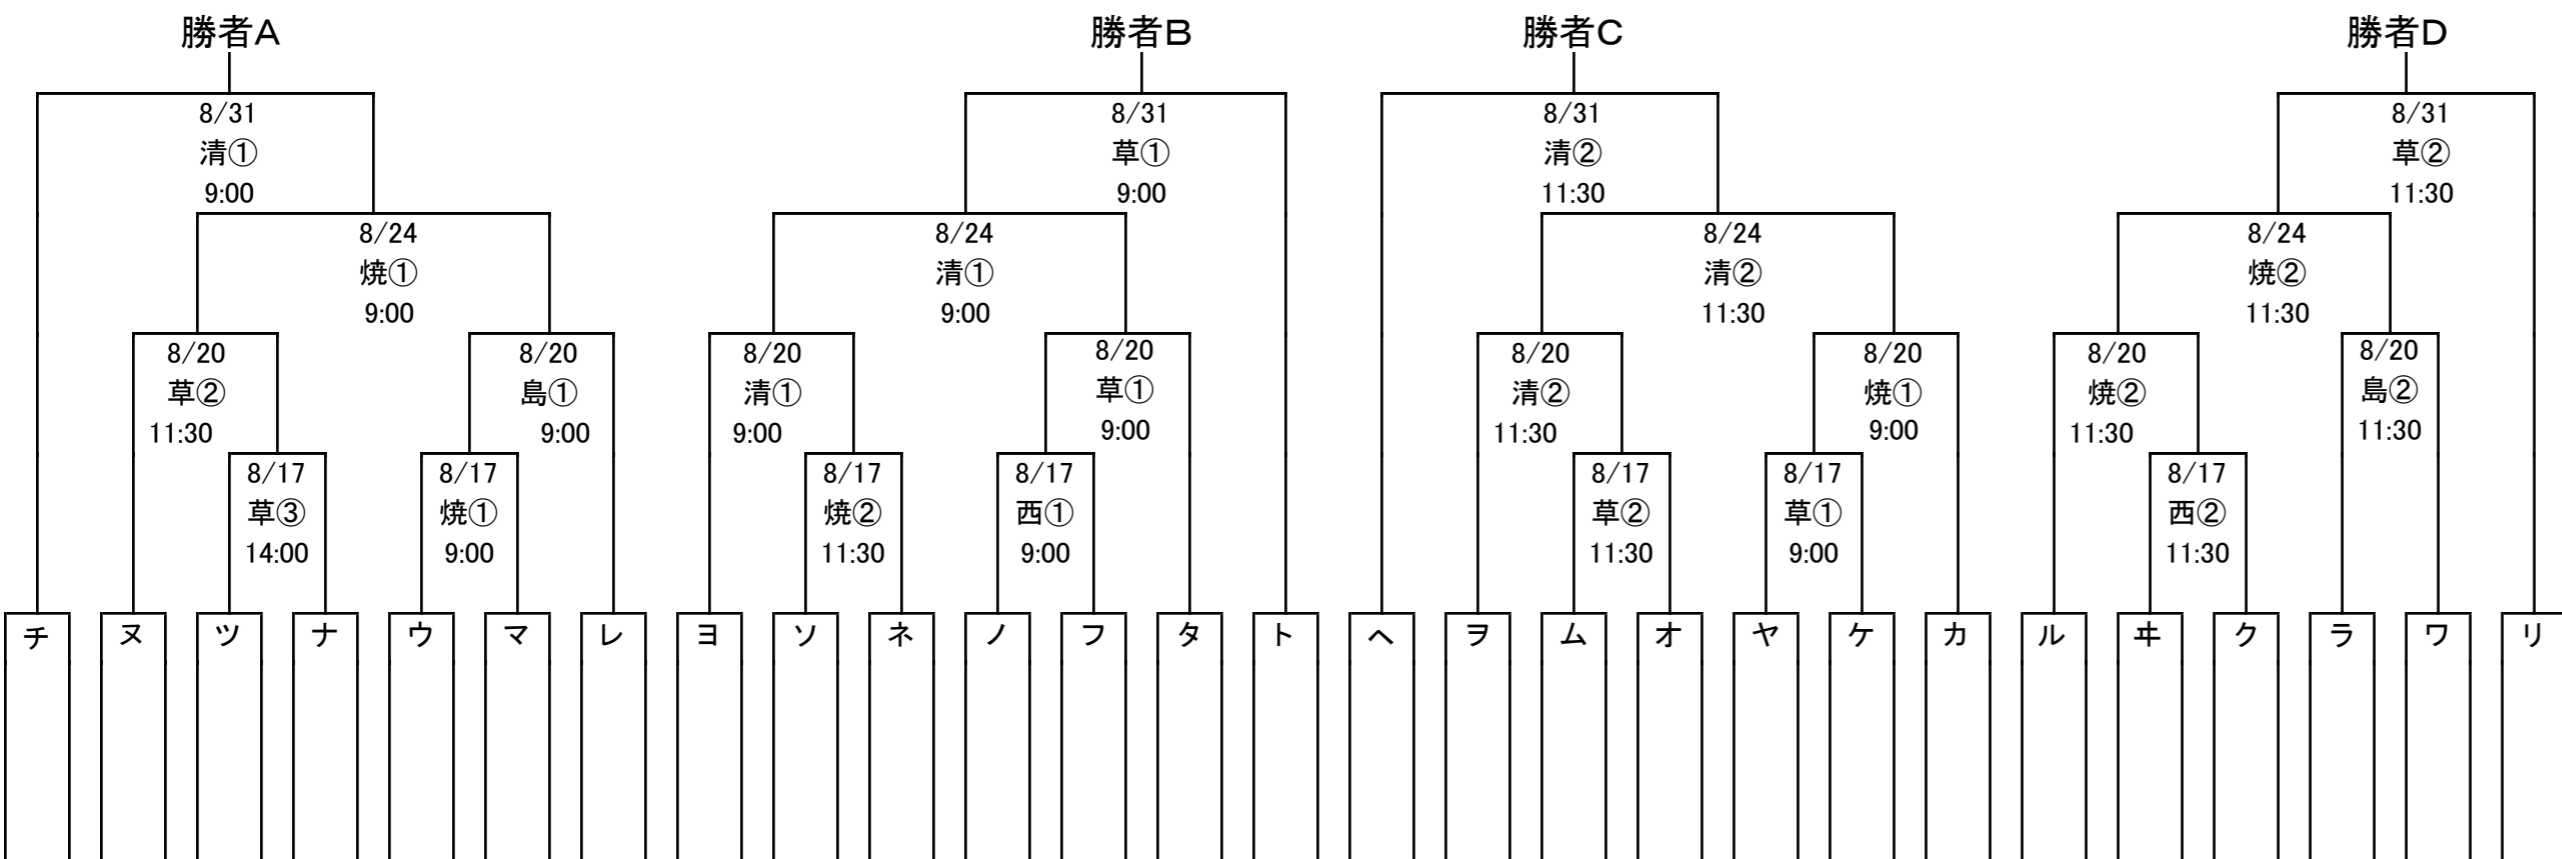 勝者A
勝者B
勝者C
勝者D
8/31
清①
9:00
8/31
草①
9:00
8/31
清②
11:30
8/31
草②
11:30
8/24
焼①
9:00
8/24
清①
9:00
8/24
清②
11:30
8/24
焼②
11:30
8/20
草②
11:30
8/20
島①
9:00
8/20
清①
9:00
8/20
草①
9:00
8/20
清②
11:30
8/20
焼①
9:00
8/20
焼②
11:30
8/20
島②
11:30
8/17
草③
14:00
8/17
焼①
9:00
8/17
焼②
11:30
8/17
西①
9:00
8/17
草②
11:30
8/17
草①
9:00
8/17
西②
11:30
チ
ヌ
ツ
ナ
ウ
マ
レ
ヨ
ソ
ネ
ノ
フ
タ
ト
ヘ
ヲ
ム
オ
ヤ
ケ
カ
ル
ヰ
ク
ラ
ワ
リ